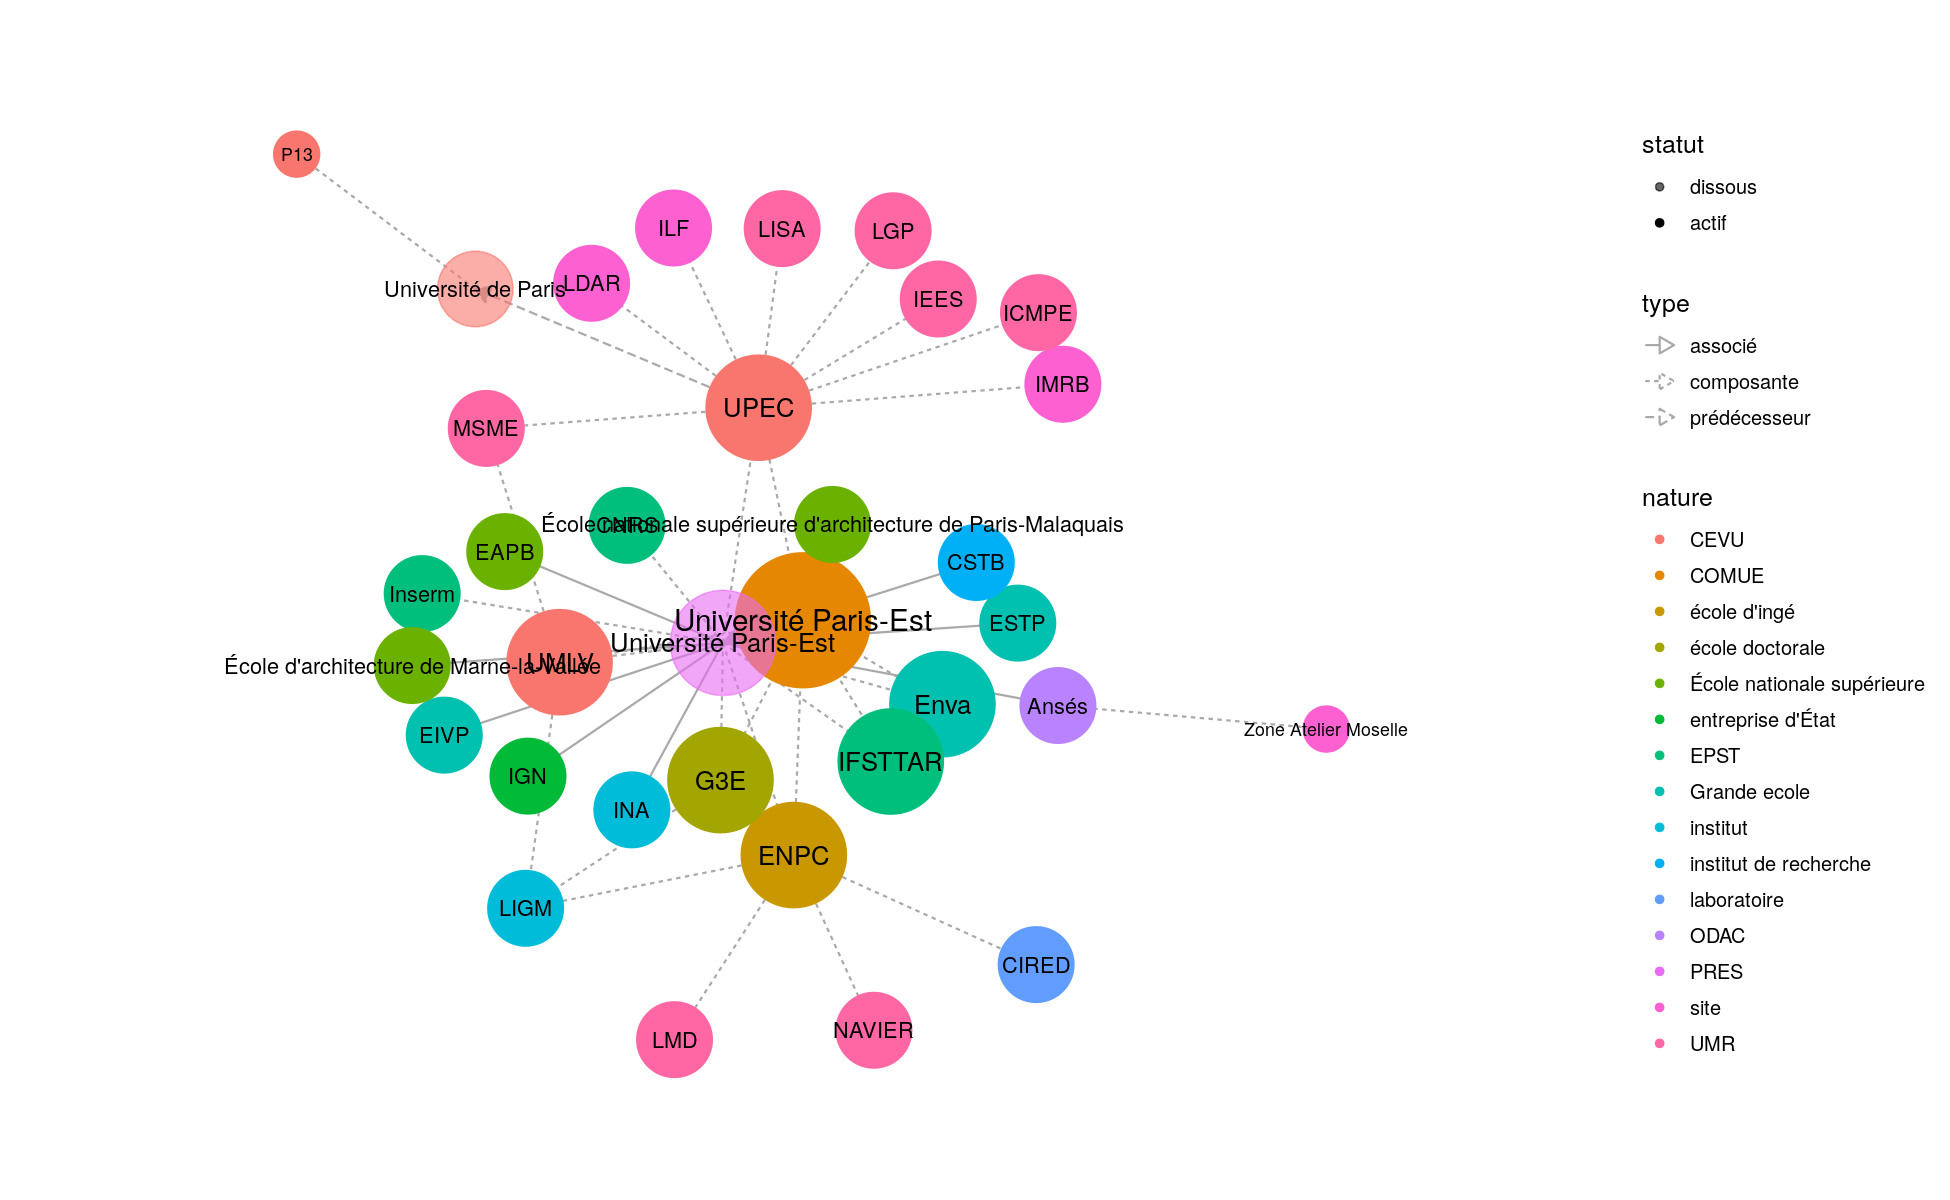 P13
ILF
LISA
LGP
LDAR
Université de Paris
IEES
ICMPE
IMRB
UPEC
MSME
CNRS
École nationale supérieure d'architecture de Paris-Malaquais
EAPB
CSTB
Inserm
Université Paris-Est
ESTP
Université Paris-Est
UMLV
École d'architecture de Marne-la-Vallée
Enva
Ansés
Zone Atelier Moselle
EIVP
IFSTTAR
IGN
G3E
INA
ENPC
LIGM
CIRED
NAVIER
LMD
statut
dissous
actif
type
associé
composante
prédécesseur
nature
CEVU
COMUE
école d'ingé
école doctorale
École nationale supérieure
entreprise d'État
EPST
Grande ecole
institut
institut de recherche
laboratoire
ODAC
PRES
site
UMR